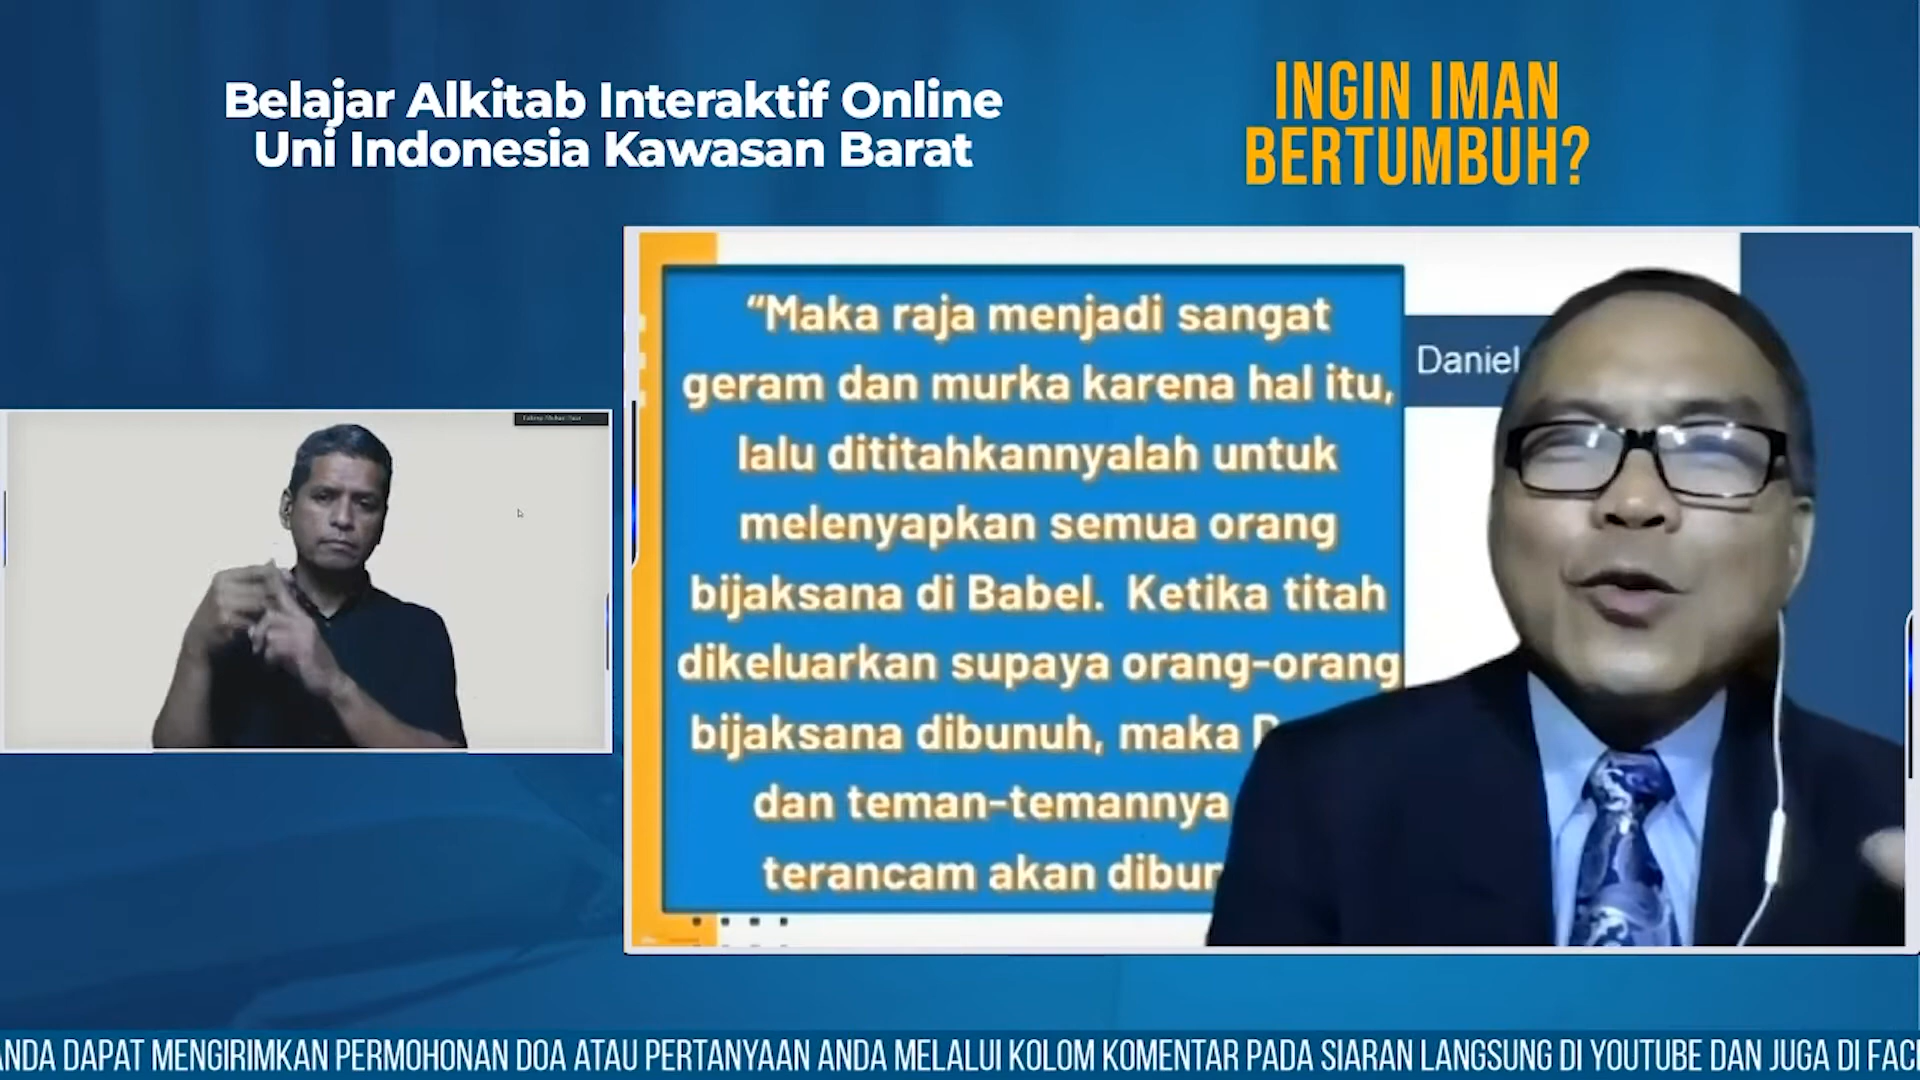 Belajar Alkitab Interaktif Online
Uni Indonesia Kawasan Barat
INGIN IMAN
BERTUMBUH?
“Maka raja menjadi sangat
geram dan murka karena hal itu,
lalu dititahkannyalah untuk
melenyapkan semua orang
bijaksana di Babel. Ketika titah
dikeluarkan supaya orang-orang
bijaksana dibunuh, maka
dan teman-temannya
terancam akan
Daniel
DAPAT MENGIRIMKAN PERMOHONAN DOA ATAU PERTANYAAN ANDA MELALUI KOLOM KOMENTAR PADA SIARAN LANGSUNG DI YOUTUBE DAN JUGA DI